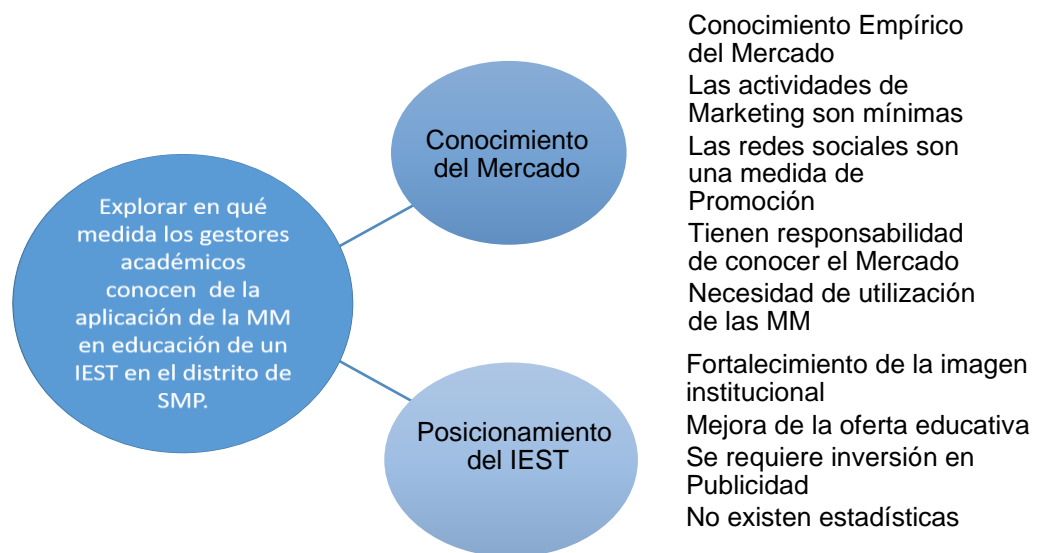 Explorar en qué
medida los gestores
académicos
conocen de la
aplicación de la MM
en educación de un
IEST en el distrito de
SMP.
Conocimiento
del Mercado
Conocimiento Empírico
del Mercado
Las actividades de
Marketing son mínimas
Las redes sociales son
una medida de
Promoción
Tienen responsabilidad
de conocer el Mercado
Necesidad de utilización
de las MM
Posicionamiento
del IEST
Fortalecimiento de la imagen
institucional
Mejora de la oferta educativa
Se requiere inversión en
Publicidad
No existen estadísticas